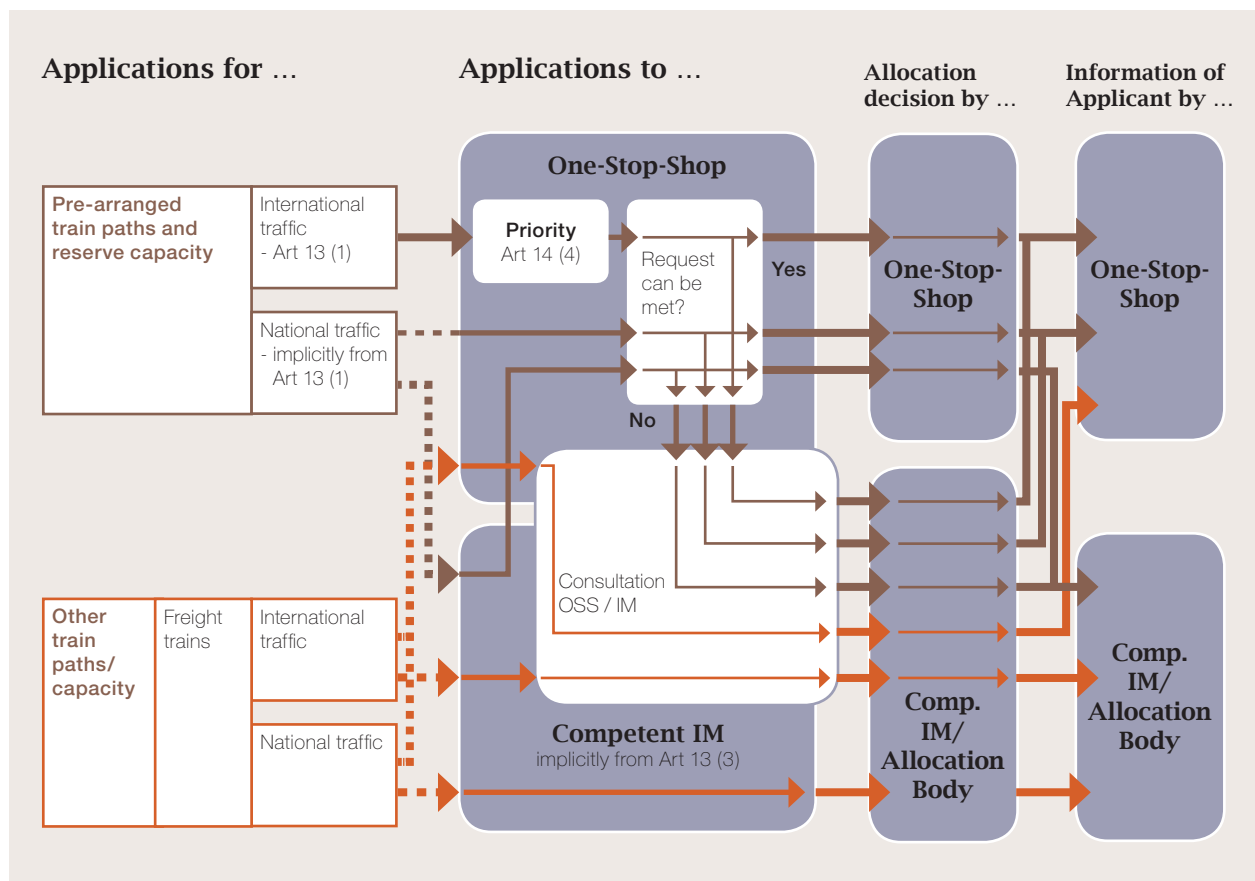 Applications for ...
Applications to ...
Allocation
decision by ...
Information of
Applicant by ...
Pre-arranged
train paths and
reserve capacity
International
traffic
- Art 13 (1)
National traffic
- implicitly from
Art 13 (1)
One-Stop-Shop
Priority
Art 14 (4)
Request
can be
met?
Yes
No
One-Stop-
Shop
One-Stop-
Shop
Consultation
OSS / IM
Other
train
paths/
capacity
Freight
trains
International
traffic
National traffic
Competent IM
implicitly from Art 13 (3)
Comp.
IM/
Allocation
Body
Comp.
IM/
Allocation
Body